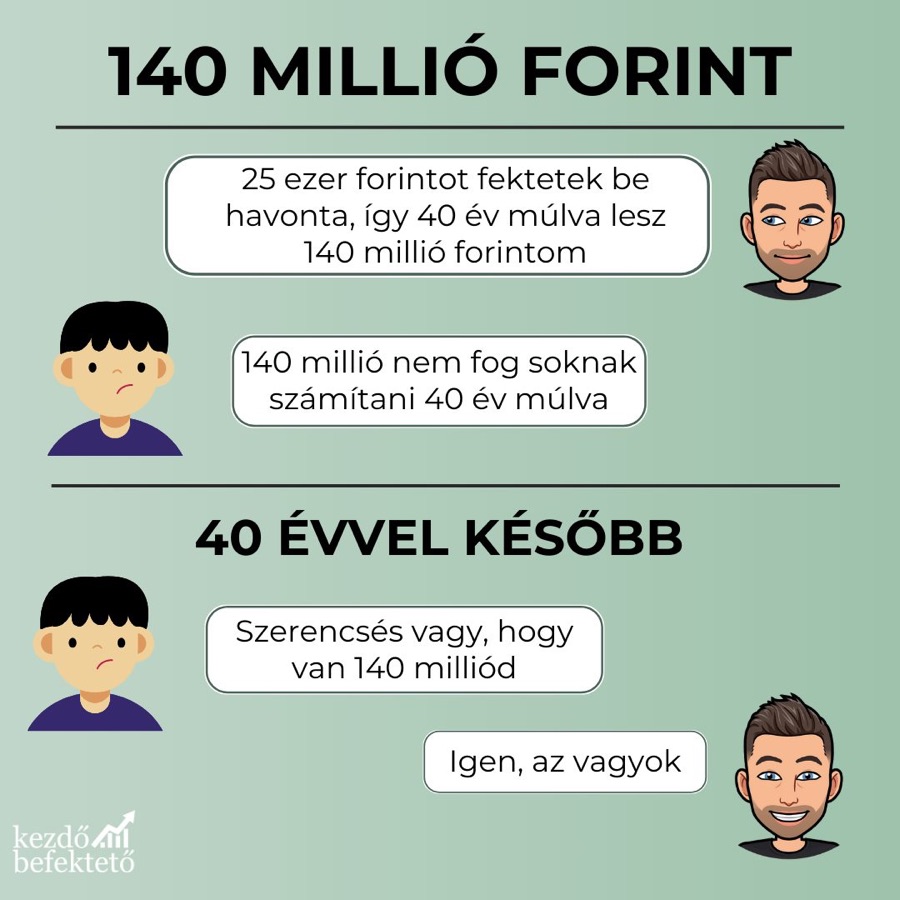 140 MILLIÓ FORINT
25 ezer forintot fektetek be
havonta, így 40 év múlva lesz
140 millió forintom
140 millió nem fog soknak
számítani 40 év múlva
40 ÉVVEL KÉSŐBB
Szerencsés vagy, hogy
van 140 milliód
Igen, az vagyok
kezdő
befektető